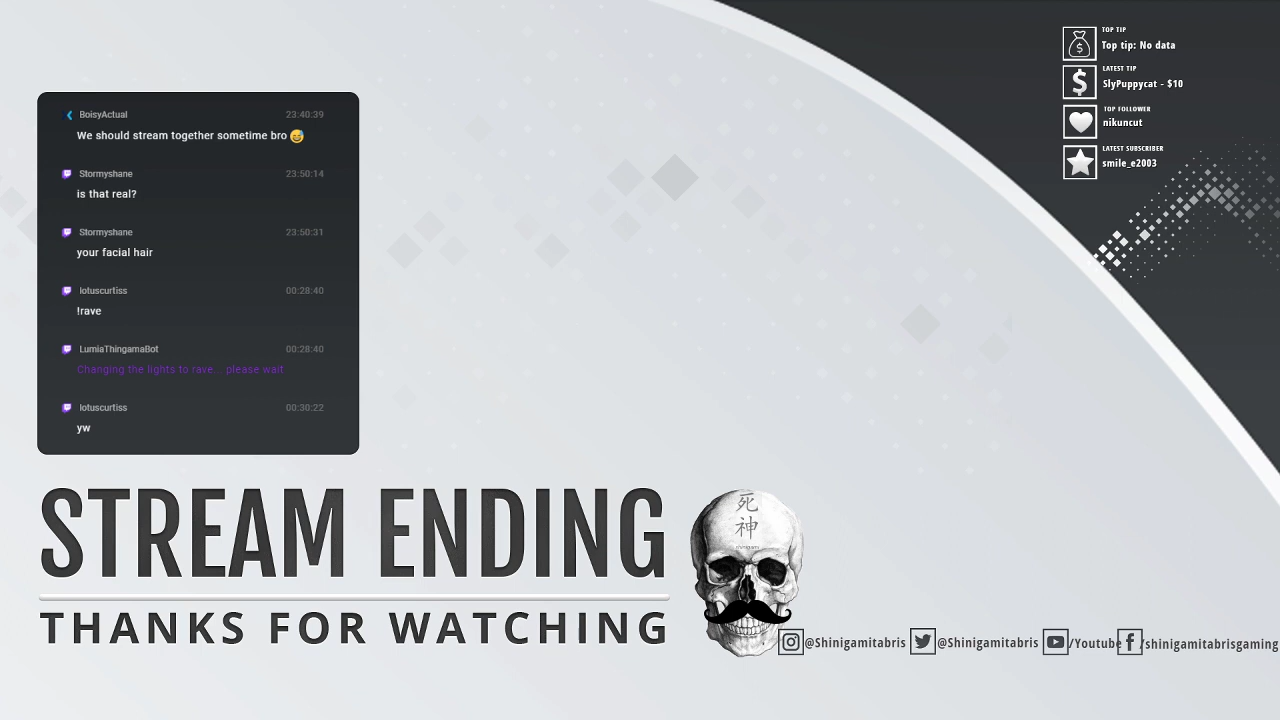 TOP TIP
Top tip: No data
LATEST TIP
SlyPuppycat - $10
TOP FOLLOWER
nikuncut
LATEST SUBSCRIBER
smile_e2003
BoisyActual 23:40:39
We should stream together sometime bro 😅
Stormyshane 23:50:14
is that real?
Stormyshane 23:50:31
your facial hair
lotuscurtiss 00:28:40
!rave
LumiaThingamaBot 00:28:40
Changing the lights to rave... please wait
lotuscurtiss 00:30:22
yw
STREAM ENDING
THANKS FOR WATCHING
死
神
shinigami
@Shinigamitabris @Shinigamitabris /Youtube /shinigamitabrisgaming